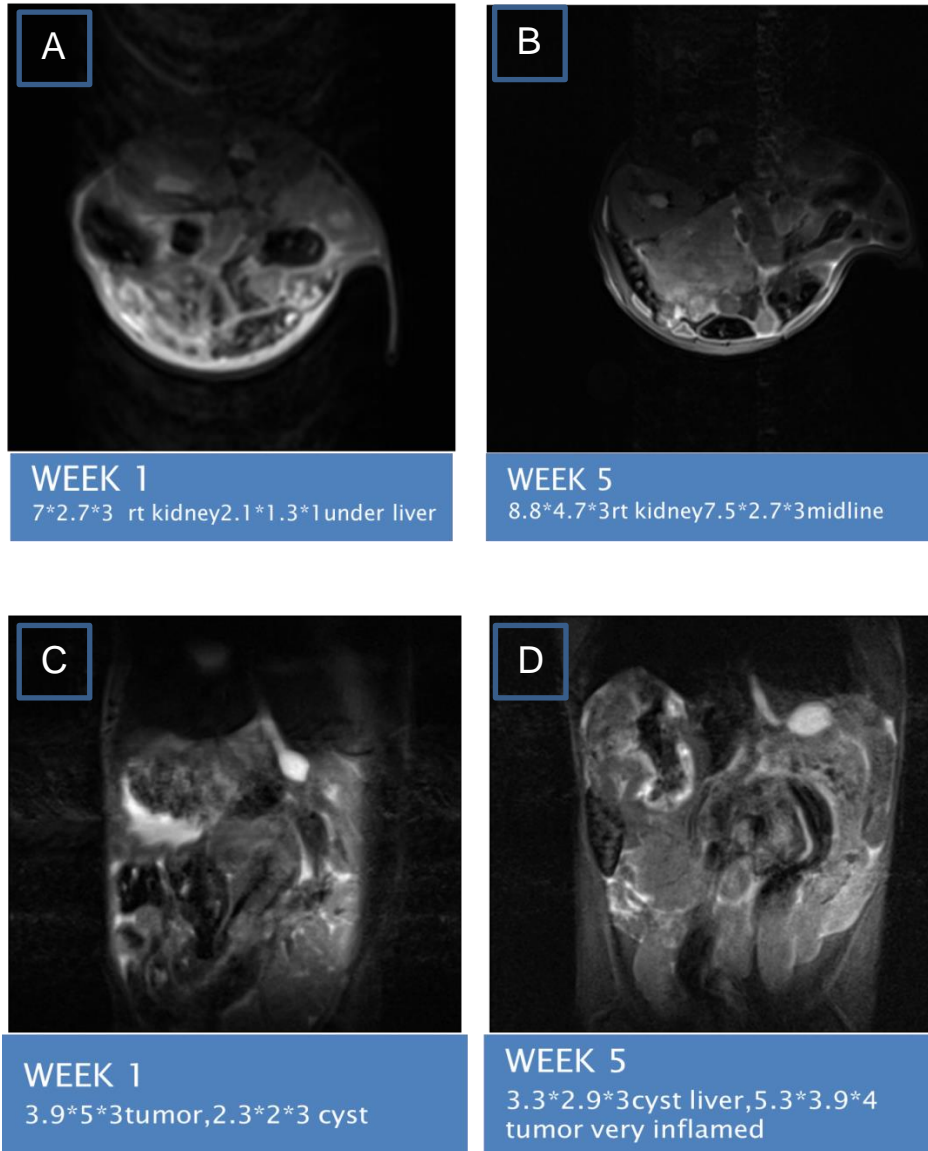 A
B
WEEK 1
7*2.7*3 rt kidney2.1*1.3*1under liver
WEEK 5
8.8*4.7*3rt kidney7.5*2.7*3midline
C
D
WEEK 1
3.9*5*3tumor,2.3*2*3 cyst
WEEK 5
3.3*2.9*3cyst liver,5.3*3.9*4
tumor very inflamed